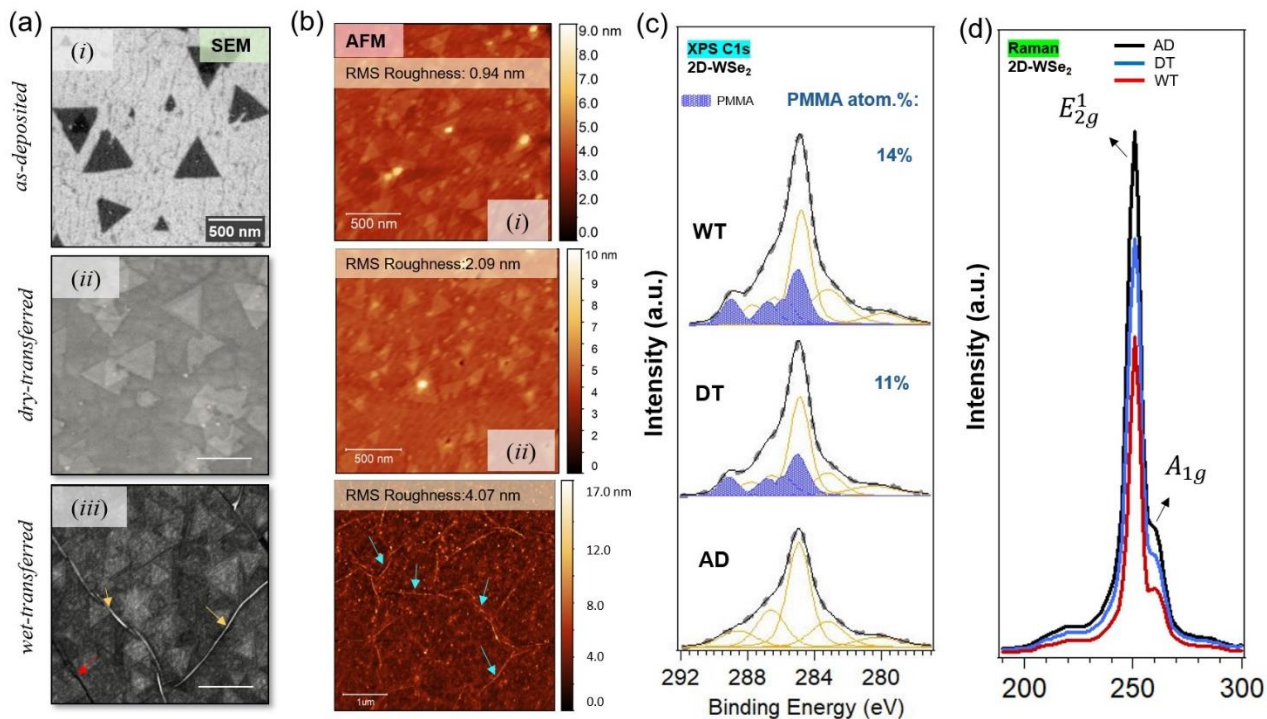 (a)
as-deposited
(i)
SEM
500 nm
dry-transferred
(ii)
wet-transferred
(iii)
(b)
AFM
RMS Roughness: 0.94 nm
500 nm
(i)
9.0 nm
8.0
7.0
6.0
5.0
4.0
3.0
2.0
0.0
RMS Roughness:2.09 nm
500 nm
(ii)
10 nm
9
8
7
6
5
4
3
2
0
RMS Roughness:4.07 nm
1um
17.0 nm
12.0
8.0
4.0
0.0
(c)
XPS C1s
2D-WSe₂
PMMA
PMMA atom.%:
14%
WT
11%
DT
AD
Intensity (a.u.)
292 288 284 280
Binding Energy (eV)
(d)
Raman
2D-WSe₂
AD
DT
WT
E¹₂g
A₁g
Intensity (a.u.)
200 250 300